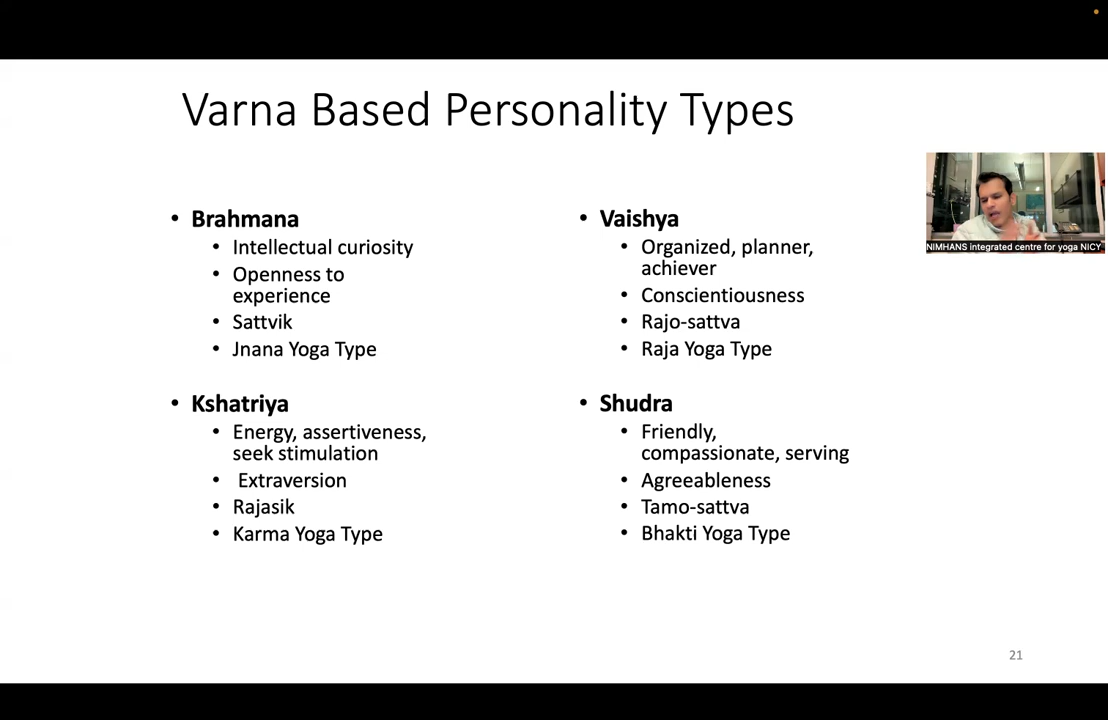 Varna Based Personality Types
• Brahmana
• Intellectual curiosity
• Openness to
experience
• Sattvik
• Jnana Yoga Type
• Kshatriya
• Energy, assertiveness,
seek stimulation
• Extraversion
• Rajasik
• Karma Yoga Type
• Vaishya
• Organized, planner,
achiever
• Conscientiousness
• Rajo-sattva
• Raja Yoga Type
• Shudra
• Friendly,
compassionate, serving
• Agreeableness
• Tamo-sattva
• Bhakti Yoga Type
NIMHANS integrated centre for yoga NICY
21